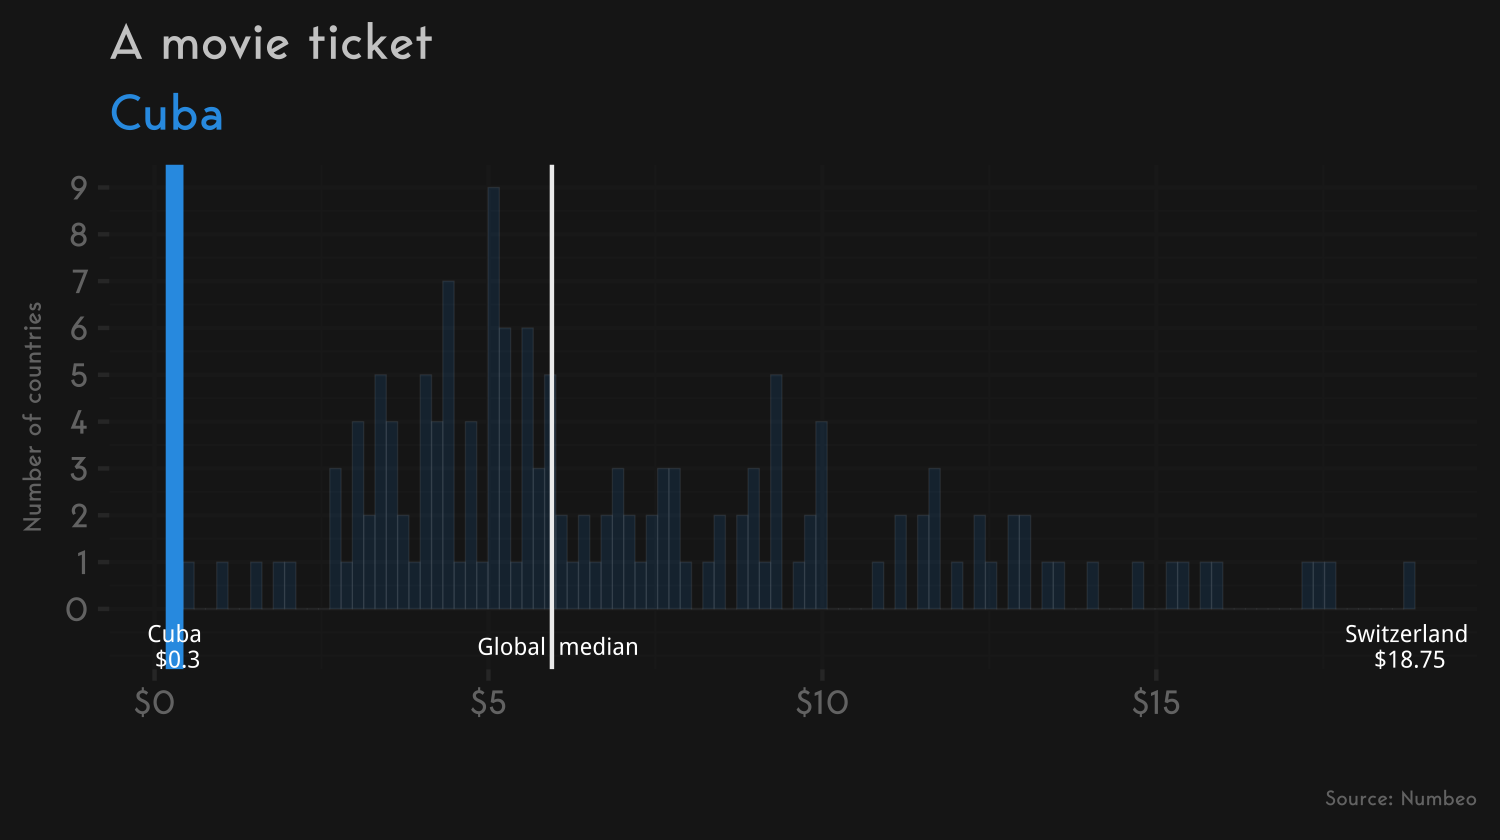 A movie ticket
Cuba
Number of countries
9
8
7
6
5
4
3
2
1
0
Cuba
$0.3
Global median
Switzerland
$18.75
$0 $5 $10 $15
Source: Numbeo